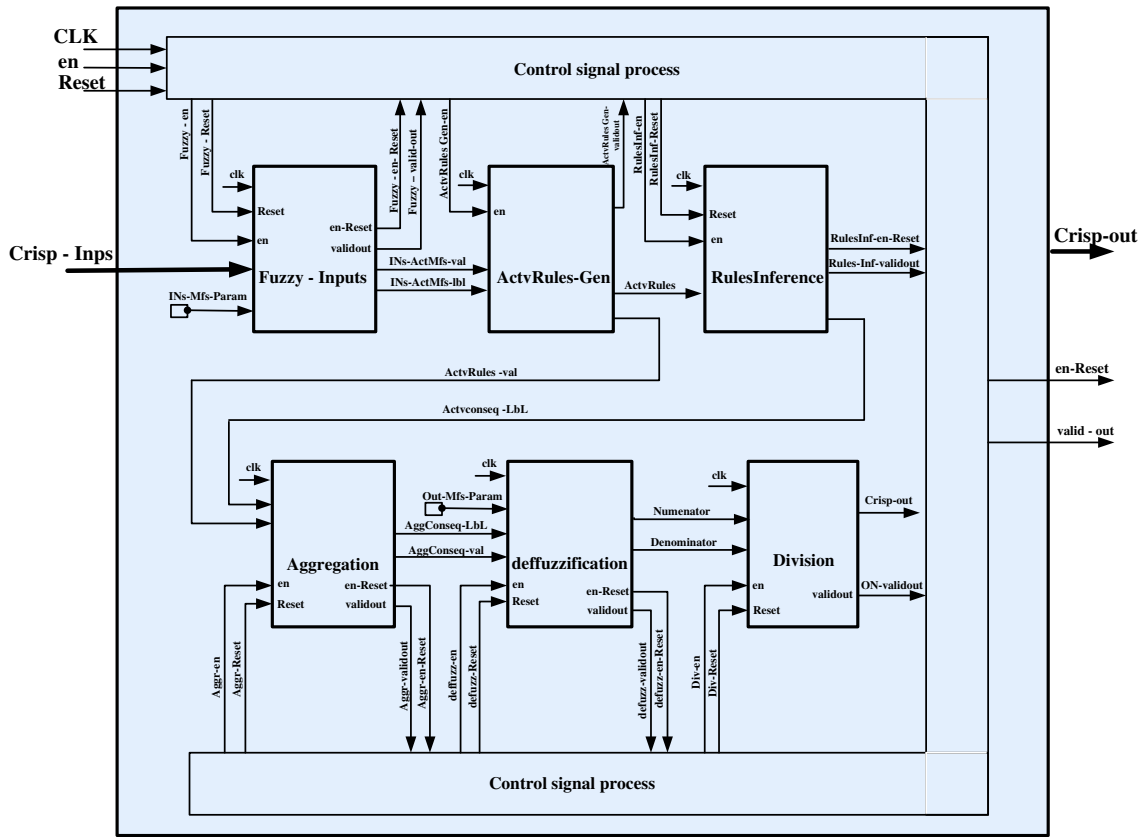 CLK
en
Reset
Control signal process
Fuzzy - en
Fuzzy - Reset
Fuzzy - en- Reset
Fuzzy – valid-out
ActvRules Gen-en
ActvRules Gen-
validout
RulesInf-en
RulesInf-Reset
clk
Reset
en
en-Reset
validout
Fuzzy - Inputs
clk
en
ActvRules-Gen
clk
Reset
en
RulesInference
Crisp - Inps
INs-Mfs-Param
INs-ActMfs-val
INs-ActMfs-lbl
ActvRules
RulesInf-en-Reset
Rules-Inf-validout
Crisp-out
ActvRules -val
Actvconseq -LbL
en-Reset
valid - out
clk
Aggregation
en
Reset
en-Reset
validout
clk
Out-Mfs-Param
AggConseq-LbL
AggConseq-val
deffuzzification
en
Reset
en-Reset
validout
clk
Numenator
Denominator
Division
en
Reset
validout
Crisp-out
ON-validout
Aggr-en
Aggr-Reset
Aggr-validout
Aggr-en-Reset
deffuzz-en
defuzz-Reset
defuzz-validout
defuzz-en-Reset
Div-en
Div-Reset
Control signal process